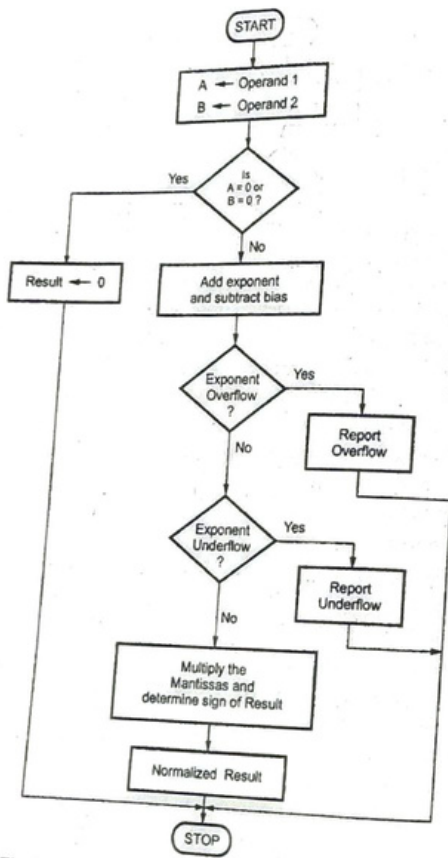 START
A ← Operand 1
B ← Operand 2
Is
A = 0 or
B = 0 ?
Yes
No
Result ← 0
Add exponent
and subtract bias
Exponent
Overflow
?
Yes
No
Report
Overflow
Exponent
Underflow
?
Yes
No
Report
Underflow
Multiply the
Mantissas and
determine sign of Result
Normalized Result
STOP